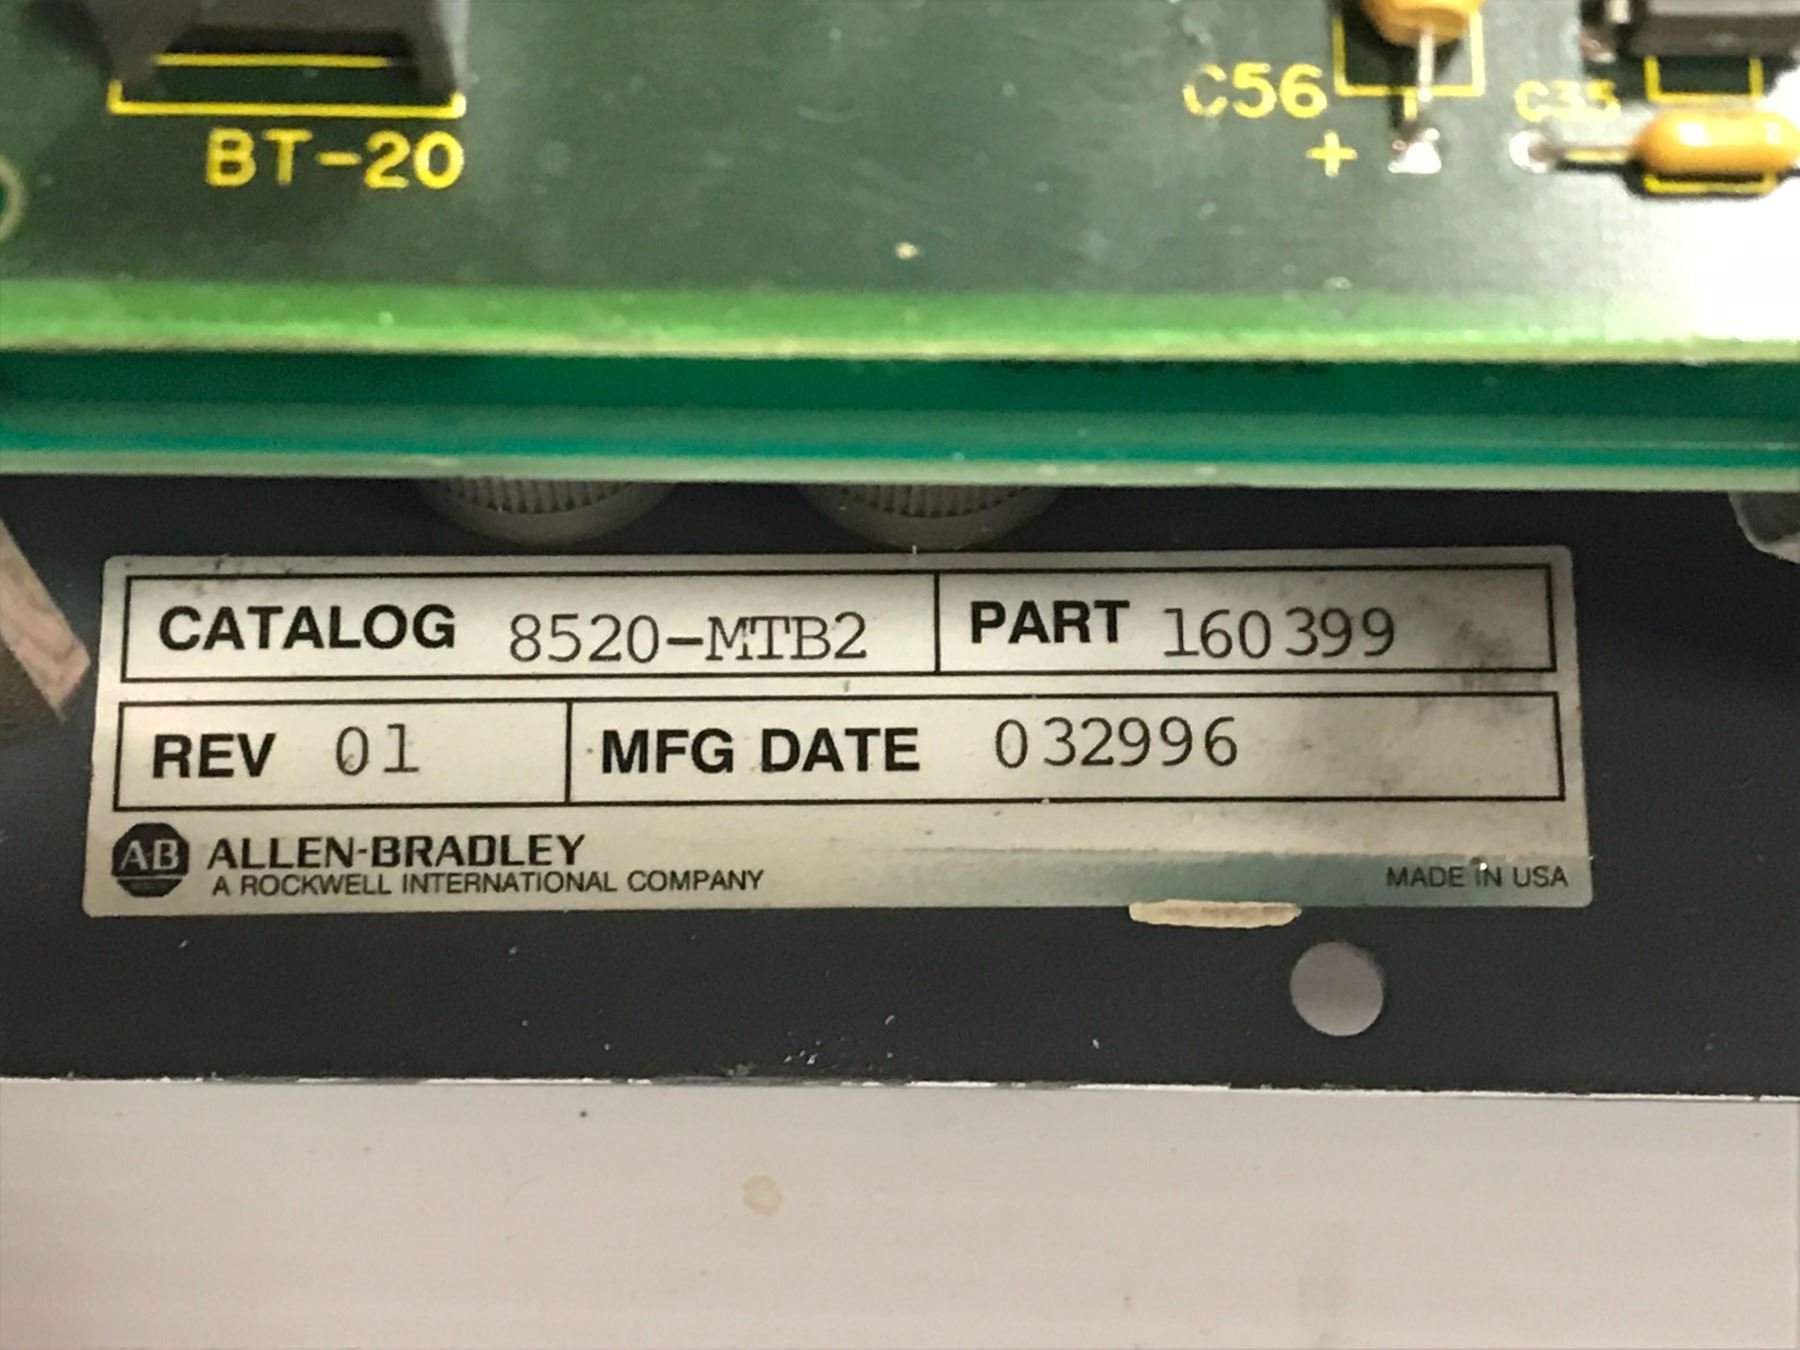 BT-20
C56
C35
+
CATALOG 8520-MTB2 PART 160399
REV 01 MFG DATE 032996
AB ALLEN-BRADLEY
A ROCKWELL INTERNATIONAL COMPANY
MADE IN USA